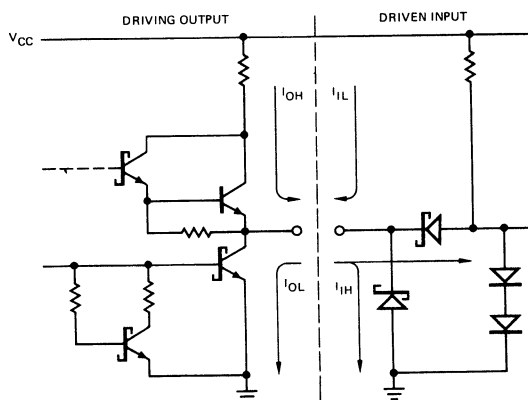 DRIVING OUTPUT
DRIVEN INPUT
VCC
IOH
IIL
IOL
IIH